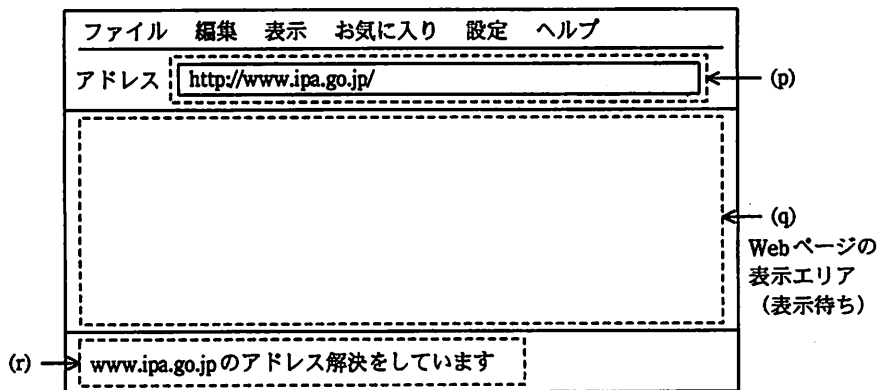 ファイル 編集 表示 お気に入り 設定 ヘルプ
アドレス http://www.ipa.go.jp/
(p)
(q)
Webページの
表示エリア
(表示待ち)
(r) www.ipa.go.jpのアドレス解決をしています